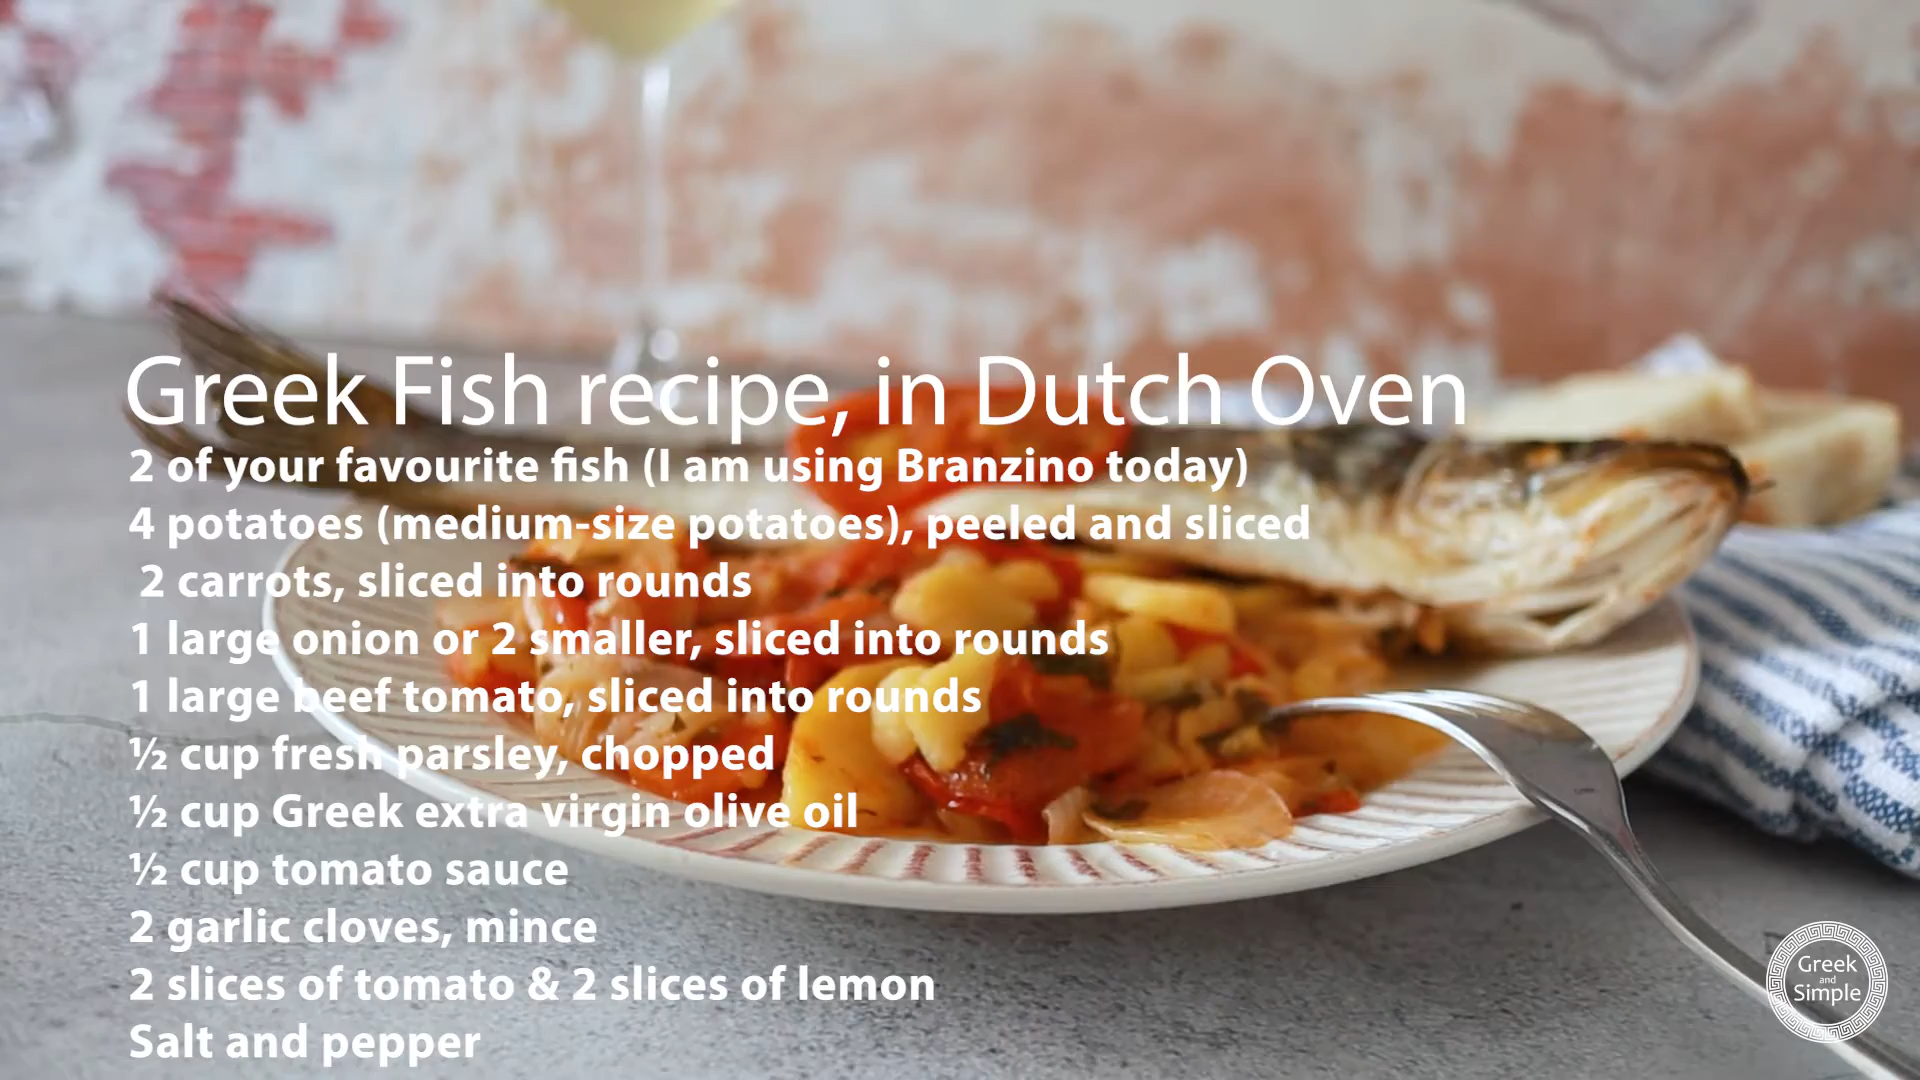 Greek Fish recipe, in Dutch Oven
2 of your favourite fish (I am using Branzino today)
4 potatoes (medium-size potatoes), peeled and sliced
2 carrots, sliced into rounds
1 large onion or 2 smaller, sliced into rounds
1 large beef tomato, sliced into rounds
½ cup fresh parsley, chopped
½ cup Greek extra virgin olive oil
½ cup tomato sauce
2 garlic cloves, mince
2 slices of tomato & 2 slices of lemon
Salt and pepper
Greek
and
Simple